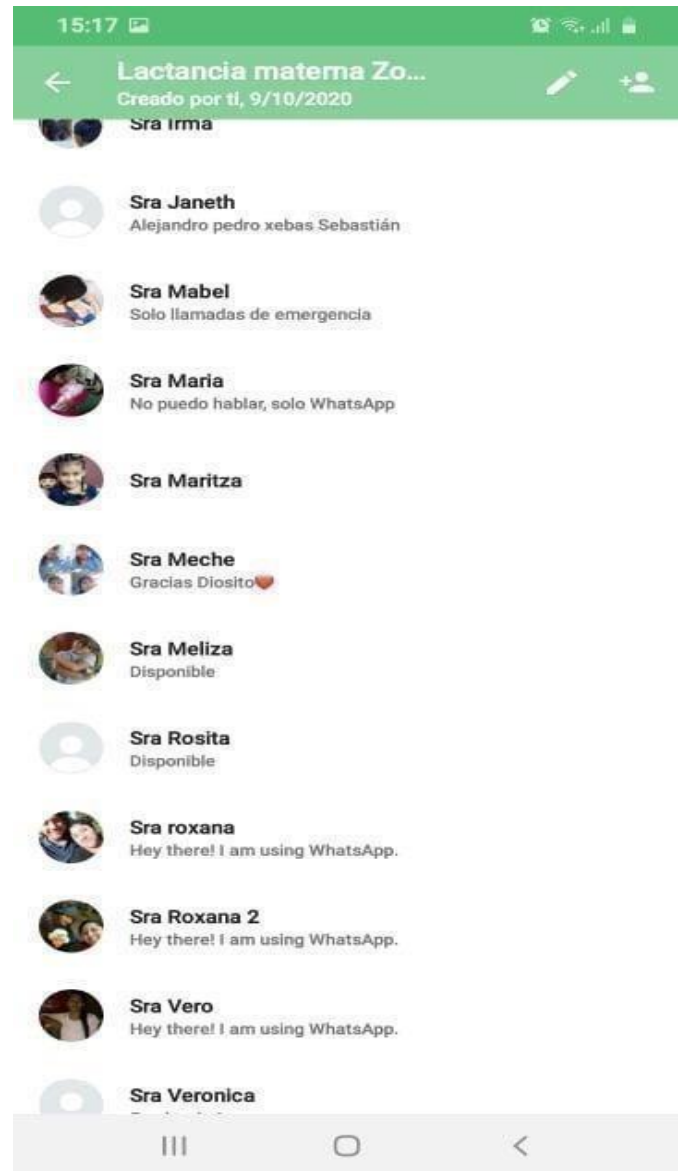 15:17
Lactancia materna Zo...
Creado por ti, 9/10/2020
Sra Irma
Sra Janeth
Alejandro pedro xebas Sebastián
Sra Mabel
Solo llamadas de emergencia
Sra Maria
No puedo hablar, solo WhatsApp
Sra Maritza
Sra Meche
Gracias Diosito❤
Sra Meliza
Disponible
Sra Rosita
Disponible
Sra roxana
Hey there! I am using WhatsApp.
Sra Roxana 2
Hey there! I am using WhatsApp.
Sra Vero
Hey there! I am using WhatsApp.
Sra Veronica